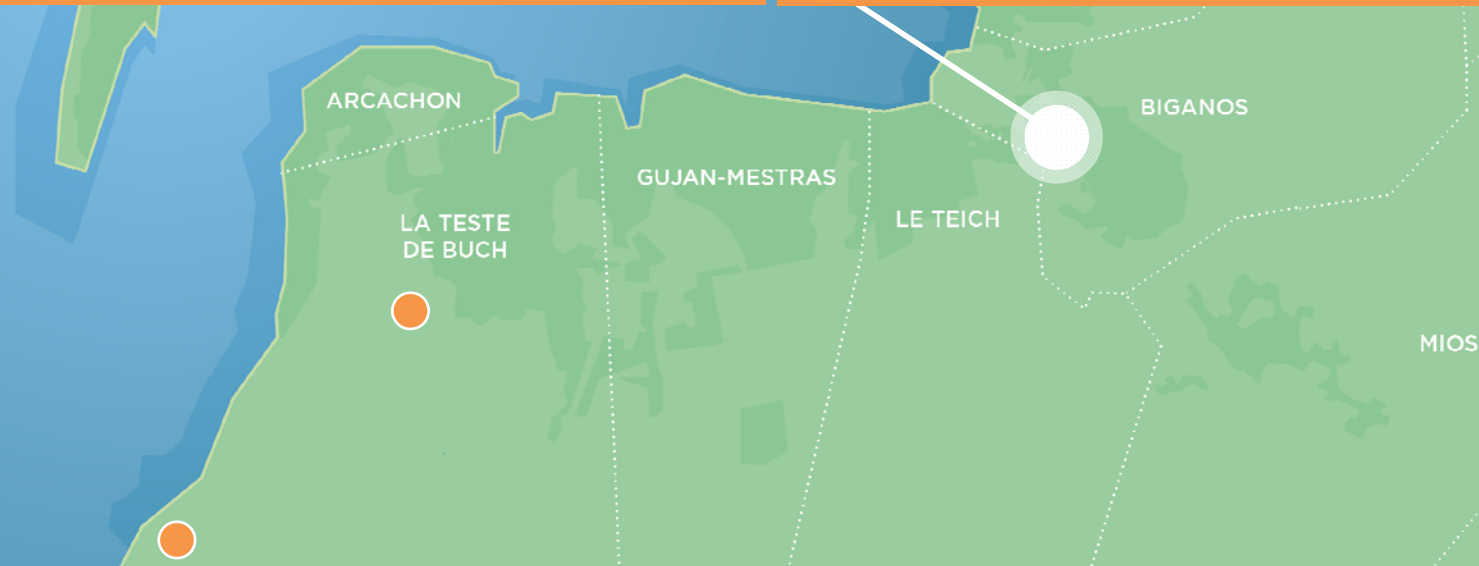 ARCACHON
BIGANOS
GUJAN-MESTRAS
LA TESTE
DE BUCH
LE TEICH
MIOS